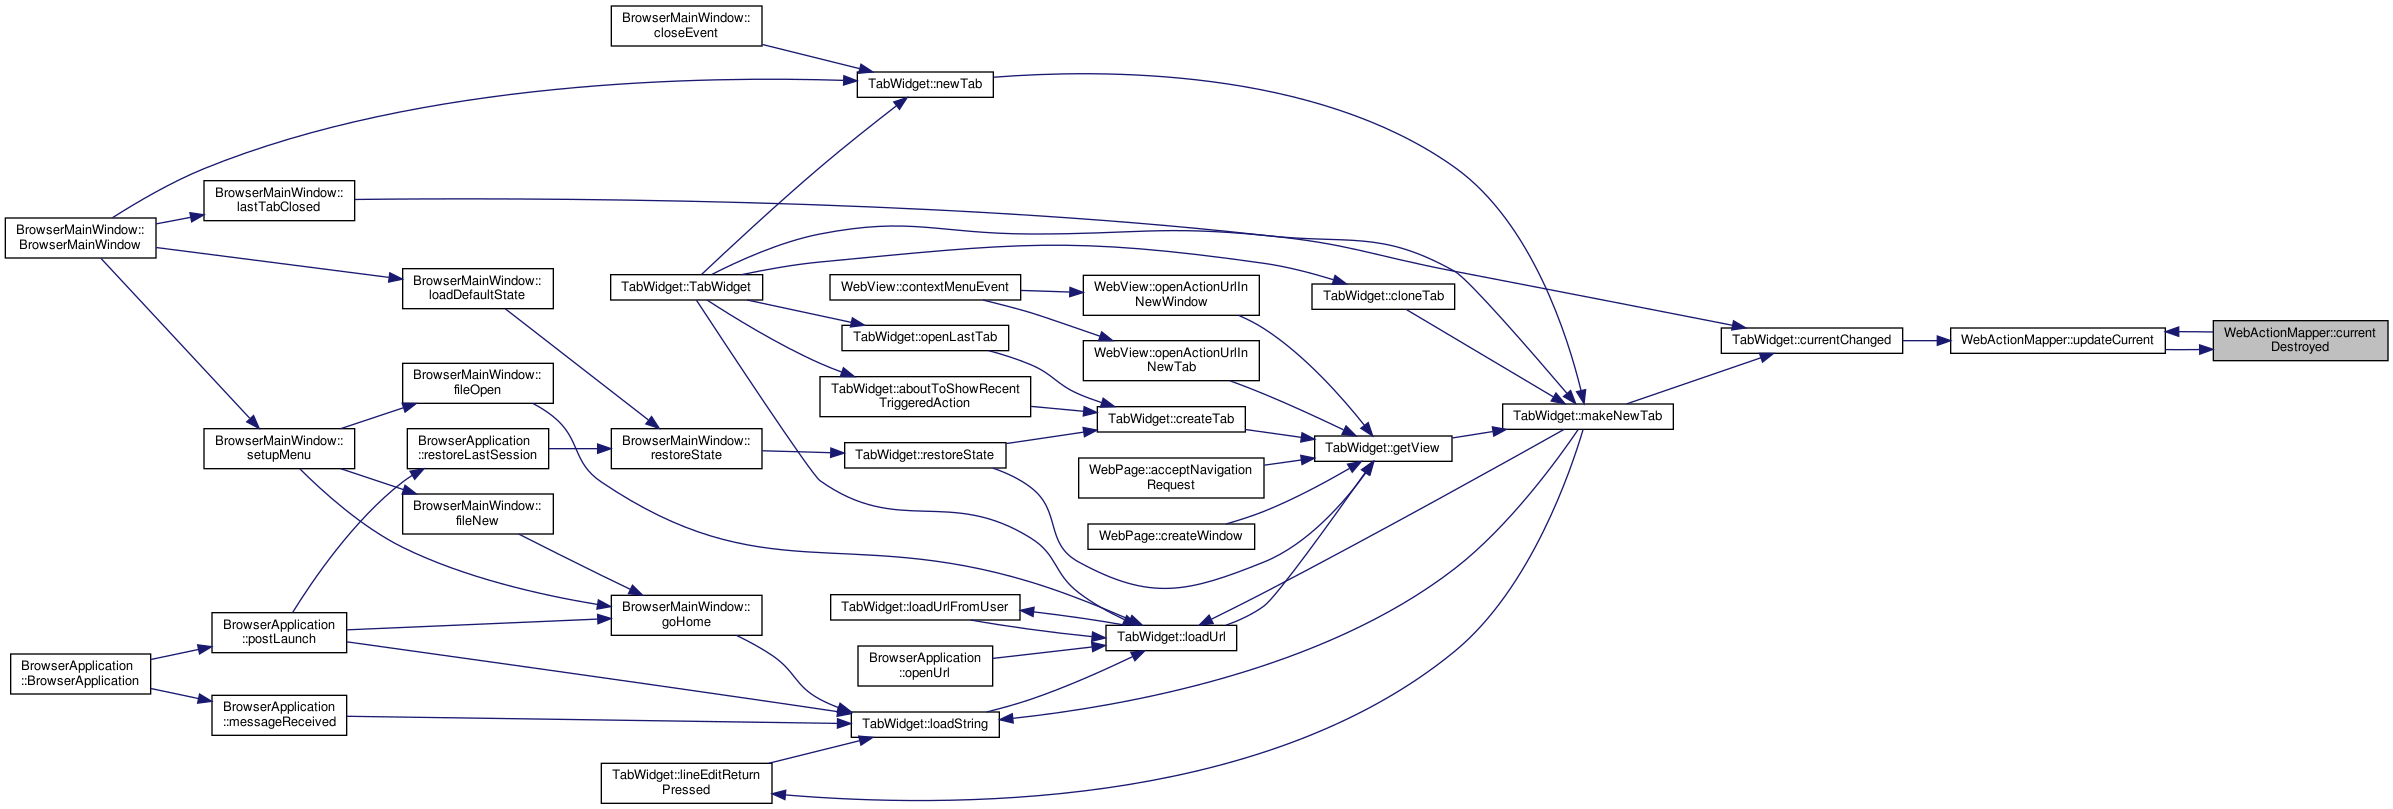 BrowserMainWindow::
closeEvent
TabWidget::newTab
BrowserMainWindow::
lastTabClosed
BrowserMainWindow::
BrowserMainWindow
BrowserMainWindow::
loadDefaultState
TabWidget::TabWidget
WebView::contextMenuEvent
WebView::openActionUrlIn
NewWindow
TabWidget::cloneTab
TabWidget::openLastTab
TabWidget::currentChanged
WebActionMapper::updateCurrent
WebActionMapper::current
Destroyed
WebView::openActionUrlIn
NewTab
BrowserMainWindow::
fileOpen
TabWidget::aboutToShowRecent
TriggeredAction
TabWidget::createTab
TabWidget::makeNewTab
BrowserMainWindow::
setupMenu
BrowserApplication
::restoreLastSession
BrowserMainWindow::
restoreState
TabWidget::restoreState
TabWidget::getView
WebPage::acceptNavigation
Request
BrowserMainWindow::
fileNew
WebPage::createWindow
BrowserMainWindow::
goHome
TabWidget::loadUrlFromUser
BrowserApplication
::postLaunch
TabWidget::loadUrl
BrowserApplication
::openUrl
BrowserApplication
::BrowserApplication
BrowserApplication
::messageReceived
TabWidget::loadString
TabWidget::lineEditReturn
Pressed